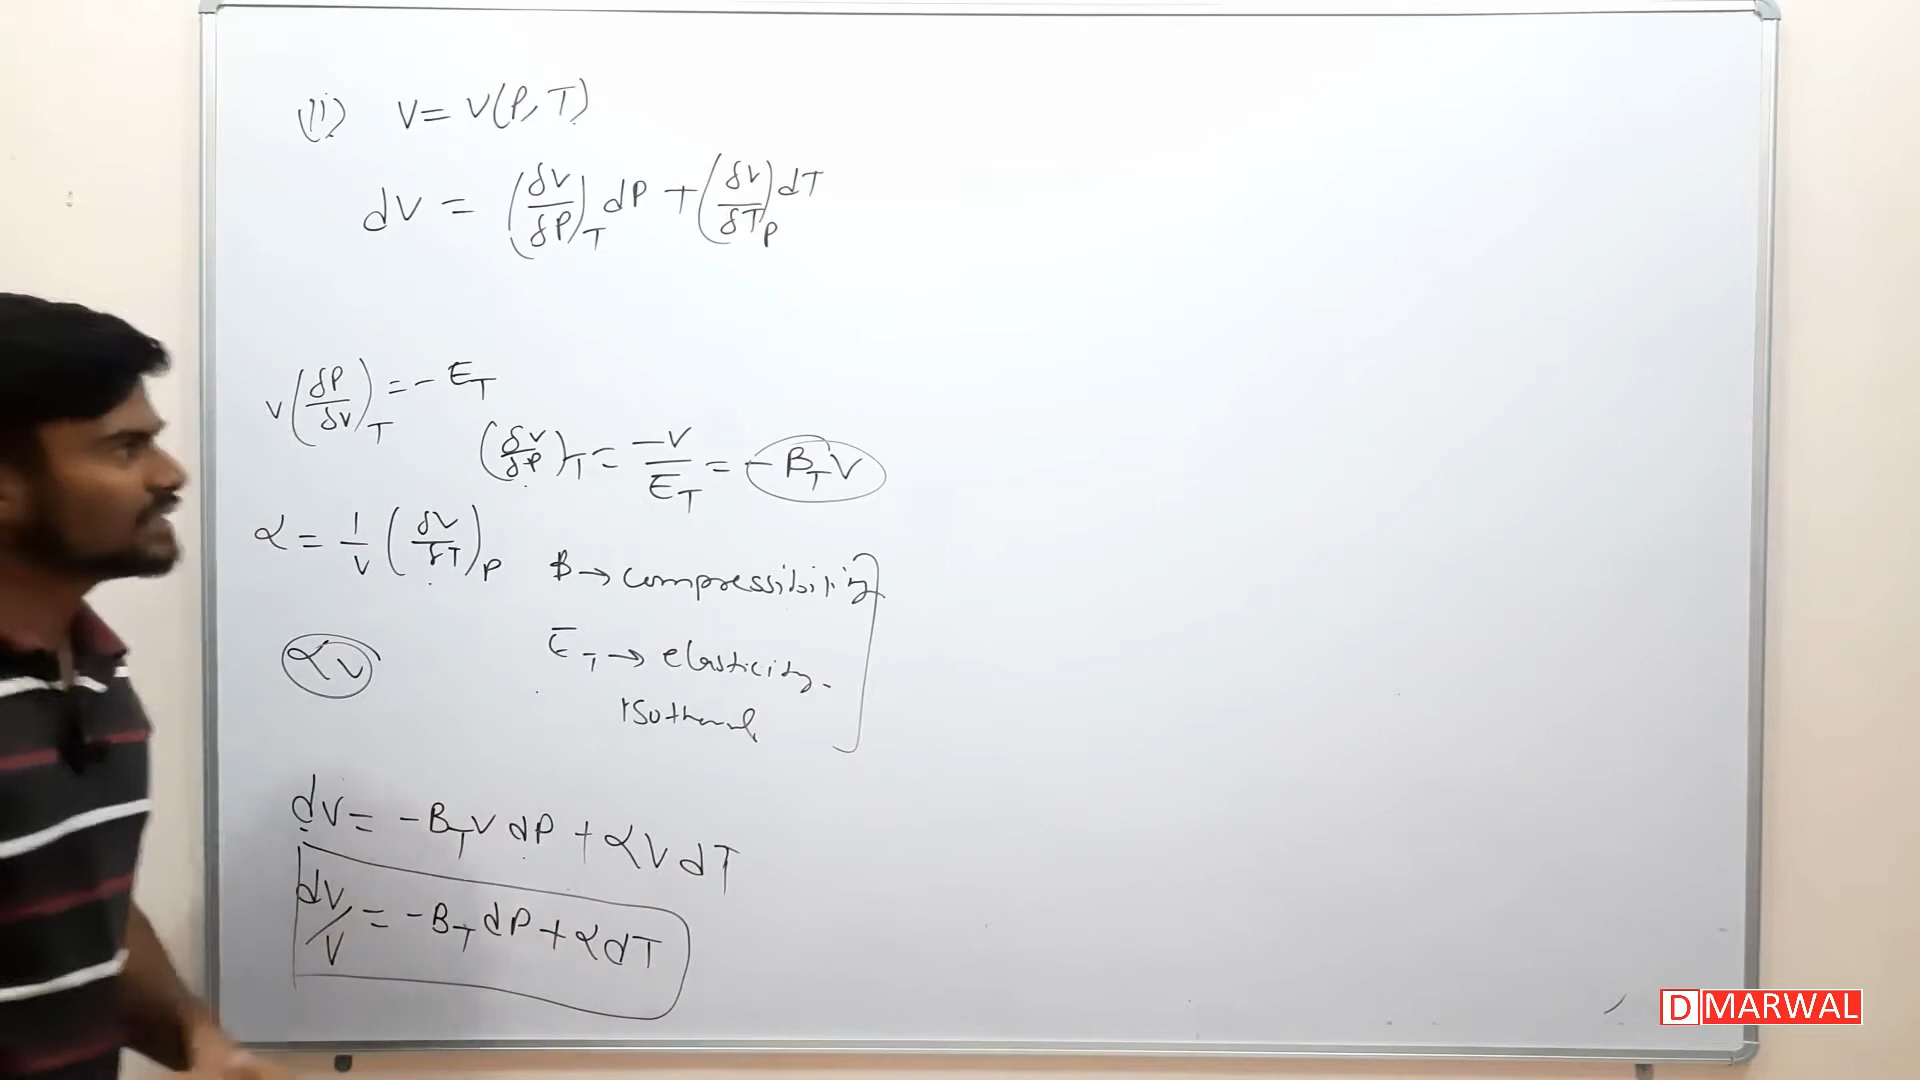 (ii) V = V(P, T)
dV = (δV/δP)_T dP + (δV/δT)_P dT
V(δP/δV)_T = - E_T
(δV/δP)_T = -V/E_T = - B_T V
α = 1/V (δV/δT)_P
B → compressibility
αV
E_T → elasticity.
Isothermal
dV = -B_T V dP + αV dT
dV/V = -B_T dP + α dT
D MARWAL